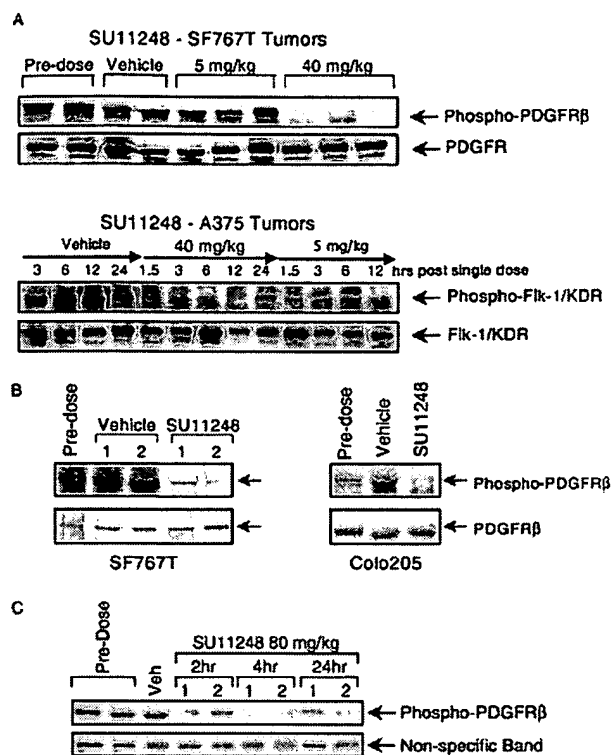 A
SU11248 - SF767T Tumors
Pre-dose Vehicle 5 mg/kg 40 mg/kg
Phospho-PDGFRβ
PDGFR
SU11248 - A375 Tumors
Vehicle 40 mg/kg 5 mg/kg
3 6 12 24 1.5 3 6 12 24 1.5 3 6 12 hrs post single dose
Phospho-Flk-1/KDR
Flk-1/KDR
B
Pre-dose Vehicle SU11248
1 2 1 2
SF767T
Pre-dose Vehicle SU11248
Phospho-PDGFRβ
PDGFRβ
Colo205
C
Pre-Dose Veh SU11248 80 mg/kg
2hr 4hr 24hr
1 2 1 2 1 2
Phospho-PDGFRβ
Non-specific Band